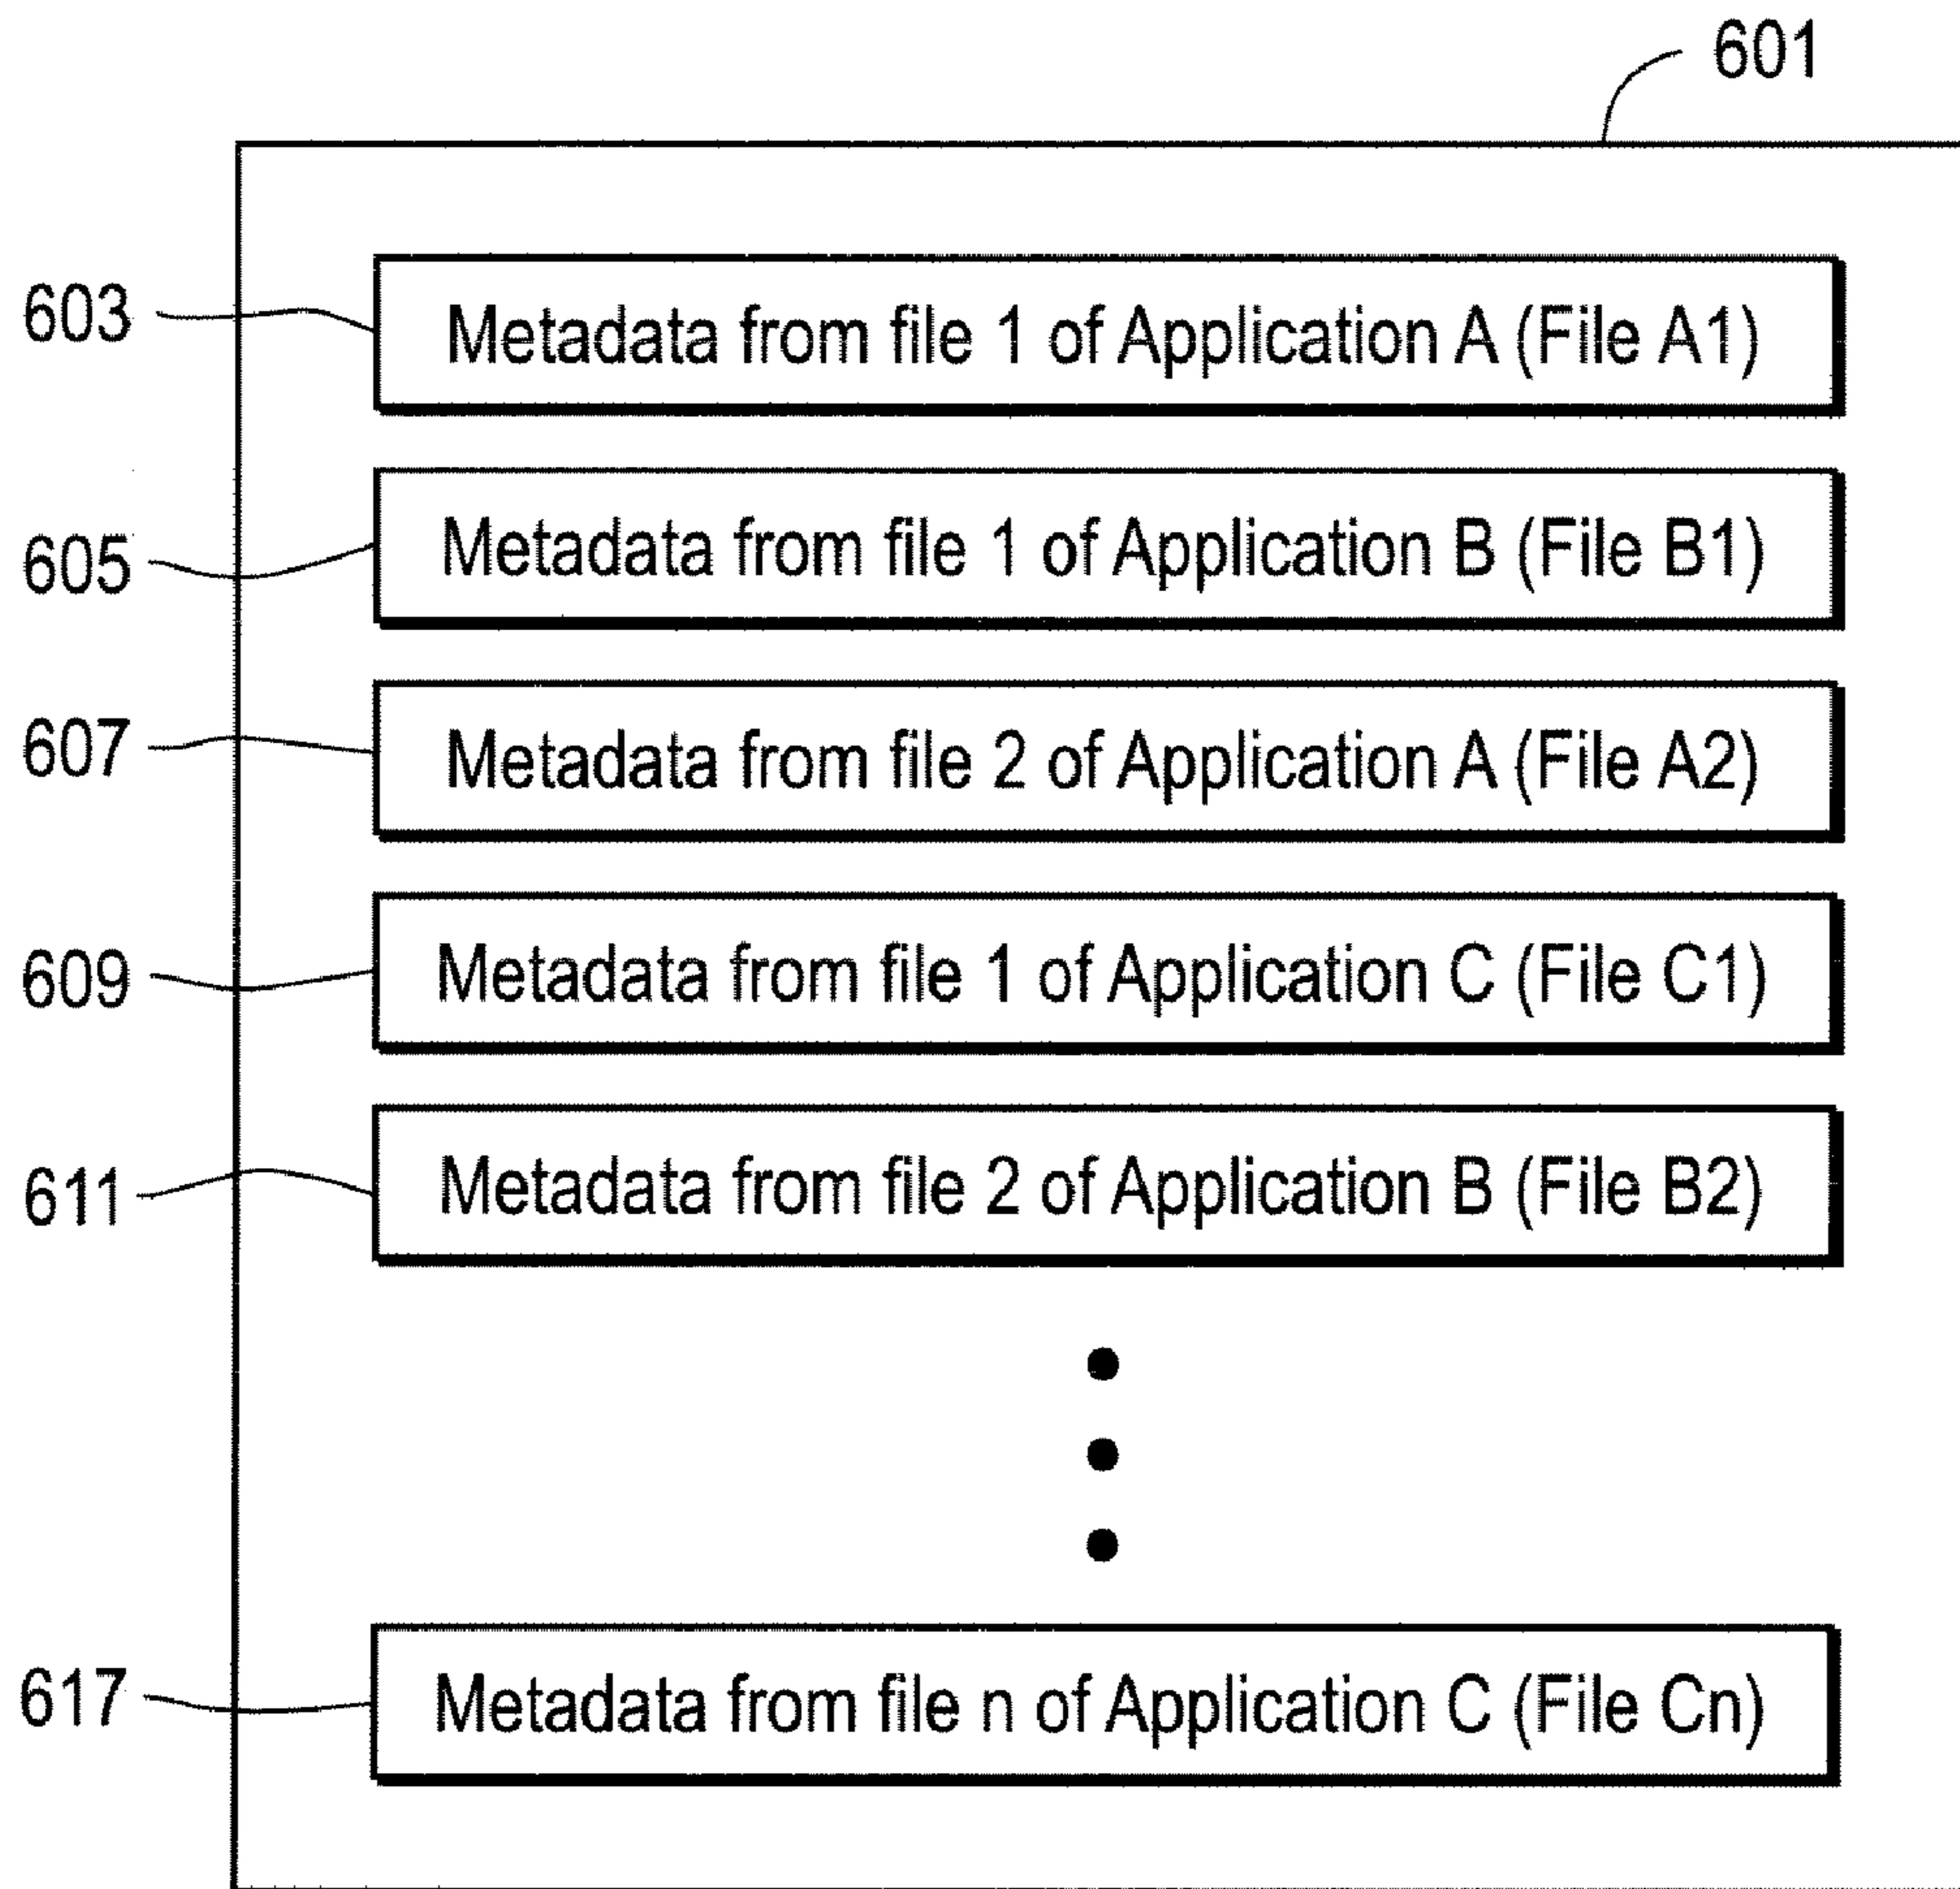 601
603 Metadata from file 1 of Application A (File A1)
605 Metadata from file 1 of Application B (File B1)
607 Metadata from file 2 of Application A (File A2)
609 Metadata from file 1 of Application C (File C1)
611 Metadata from file 2 of Application B (File B2)
617 Metadata from file n of Application C (File Cn)